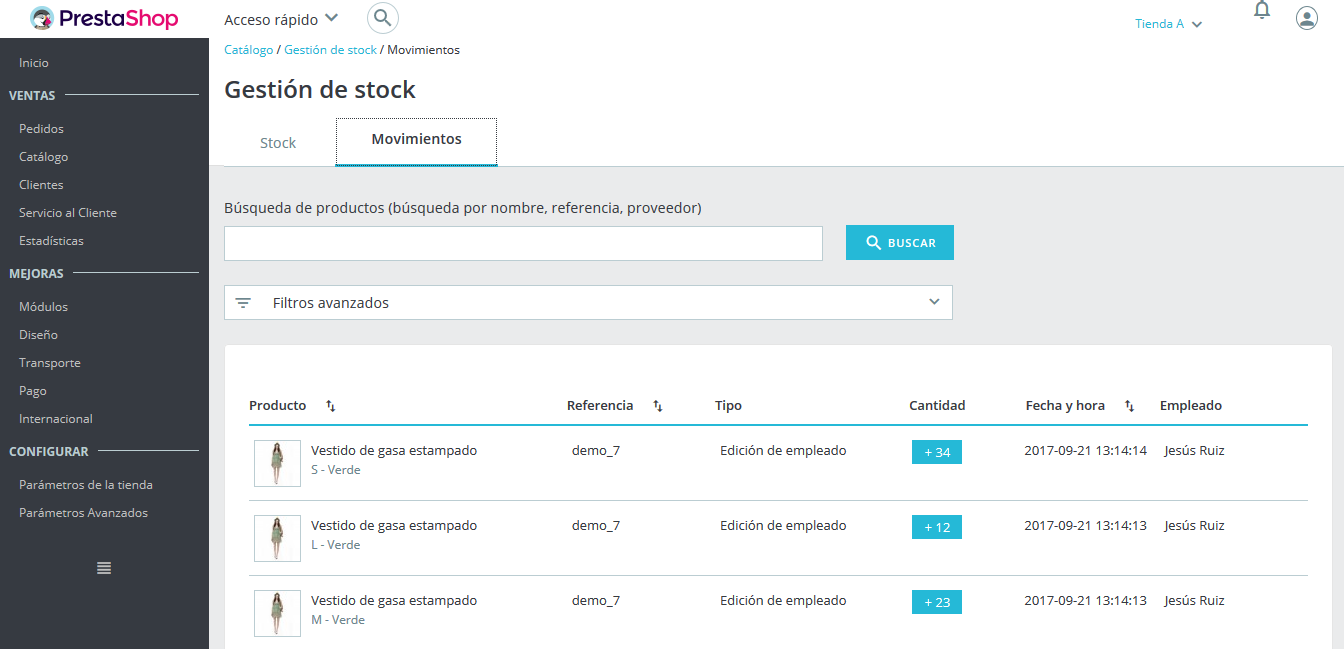 PrestaShop
Acceso rápido
Tienda A
Catálogo / Gestión de stock / Movimientos
Gestión de stock
Stock
Movimientos
Inicio
VENTAS
Pedidos
Catálogo
Clientes
Servicio al Cliente
Estadísticas
MEJORAS
Módulos
Diseño
Transporte
Pago
Internacional
CONFIGURAR
Parámetros de la tienda
Parámetros Avanzados
Búsqueda de productos (búsqueda por nombre, referencia, proveedor)
BUSCAR
Filtros avanzados
Producto Referencia Tipo Cantidad Fecha y hora Empleado
Vestido de gasa estampado demo_7 Edición de empleado + 34 2017-09-21 13:14:14 Jesús Ruiz
S - Verde
Vestido de gasa estampado demo_7 Edición de empleado + 12 2017-09-21 13:14:13 Jesús Ruiz
L - Verde
Vestido de gasa estampado demo_7 Edición de empleado + 23 2017-09-21 13:14:13 Jesús Ruiz
M - Verde